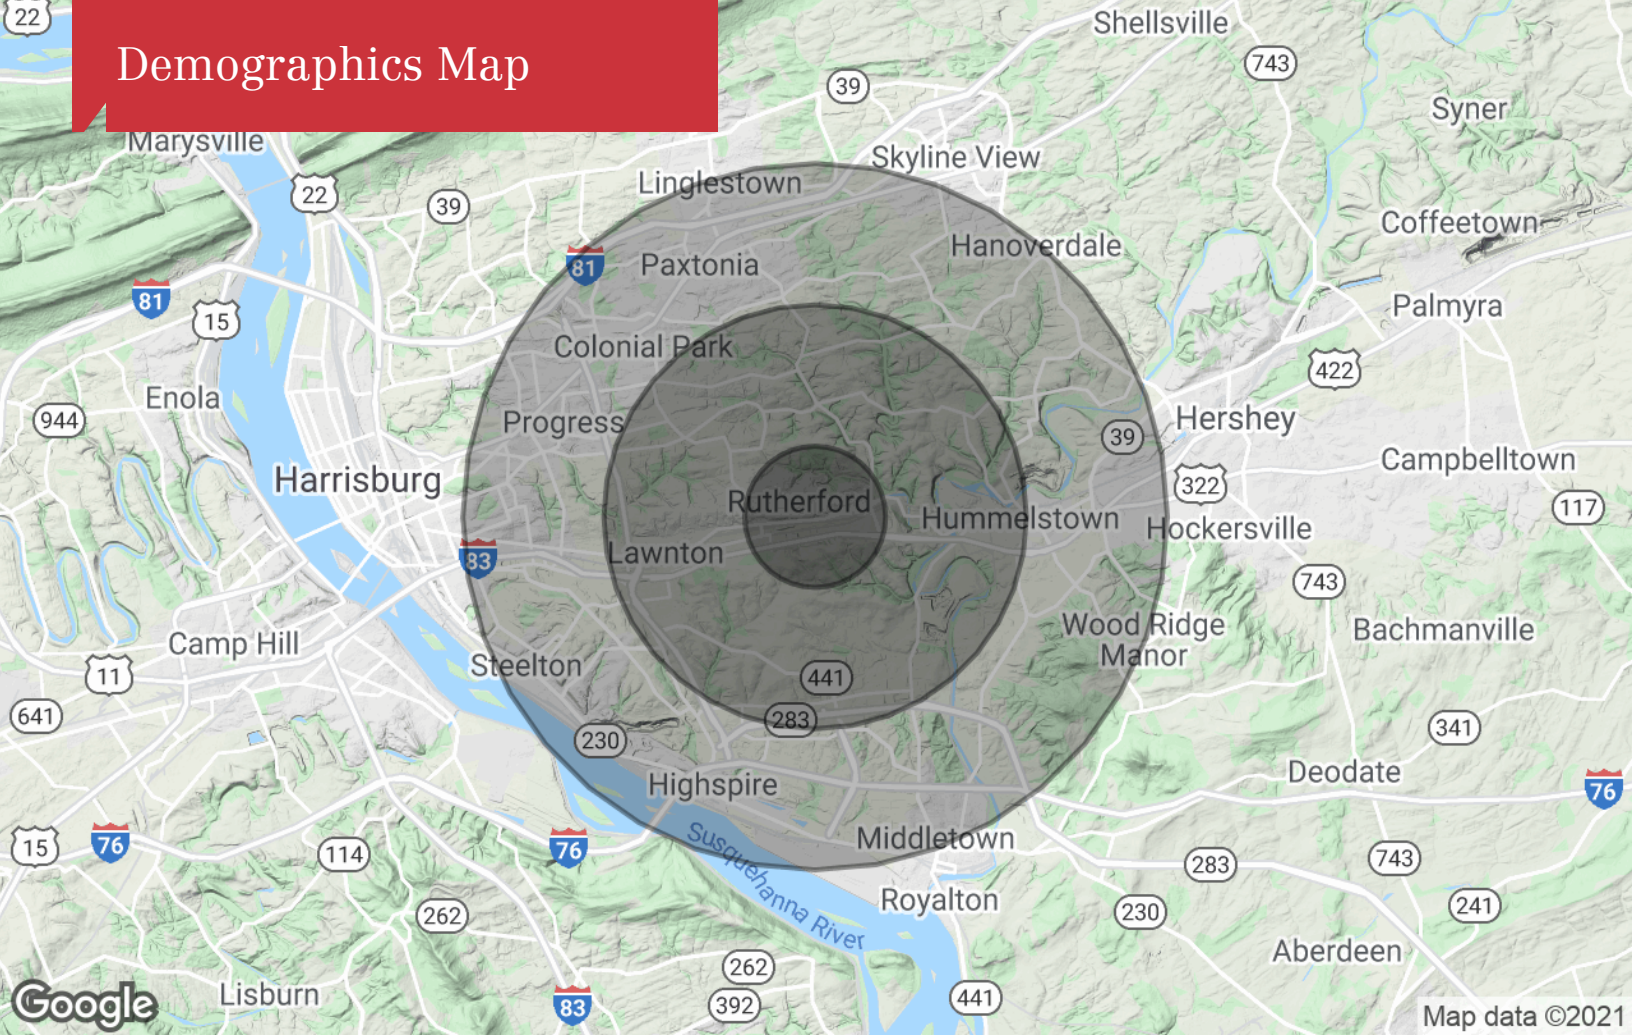 22
Demographics Map
Shellsville
743
39
Syner
Marysville
Skyline View
Linglestown
22
39
Coffeetown
Hanoverdale
81
Paxtonia
81
15
Palmyra
Colonial Park
422
Enola
944
Progress
Hershey
39
Campbelltown
Harrisburg
322
Rutherford
117
Hummelstown
Hockersville
83
Lawnton
743
Wood Ridge
Manor
Bachmanville
Camp Hill
Steelton
11
441
641
283
341
230
Deodate
Highspire
76
Susquehanna River
Middletown
15
76
76
114
283
743
Royalton
262
230
241
Aberdeen
262
Lisburn
441
392
83
Google
Map data ©2021